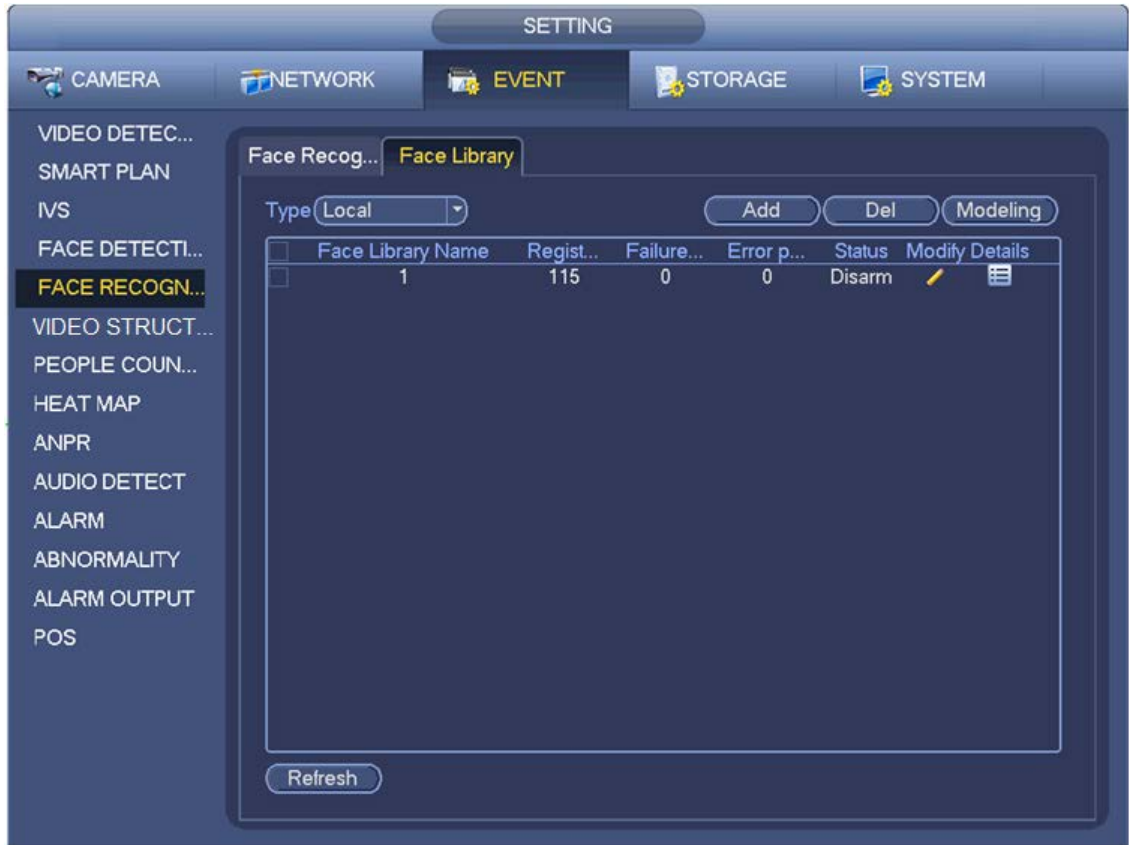 SETTING
CAMERA NETWORK EVENT STORAGE SYSTEM
VIDEO DETEC...
SMART PLAN
IVS
FACE DETECTI...
FACE RECOGN...
VIDEO STRUCT...
PEOPLE COUN...
HEAT MAP
ANPR
AUDIO DETECT
ALARM
ABNORMALITY
ALARM OUTPUT
POS
Face Recog... Face Library
Type Local Add Del Modeling
Face Library Name Regist... Failure... Error p... Status Modify Details
1 115 0 0 Disarm
Refresh